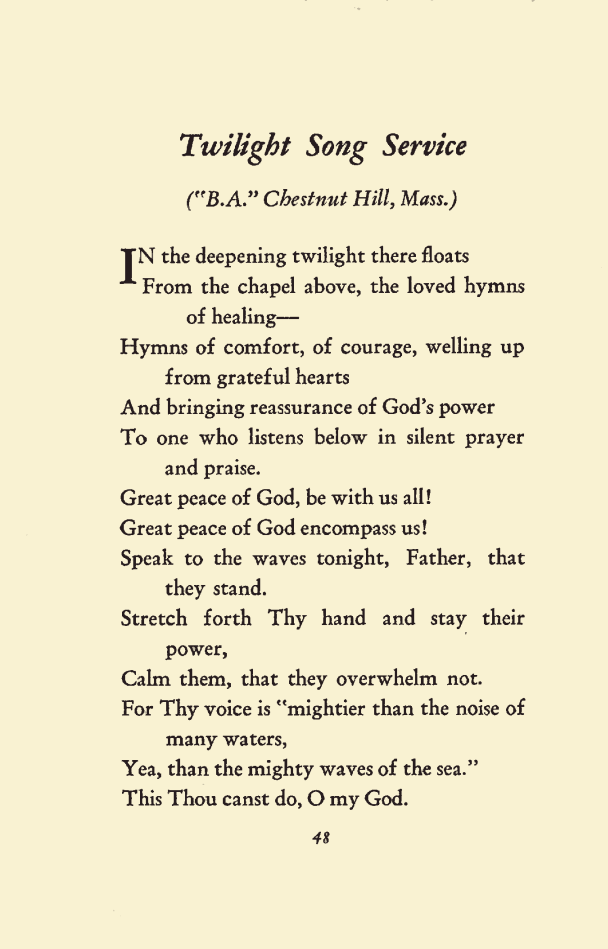 Twilight Song Service
("B.A." Chestnut Hill, Mass.)
IN the deepening twilight there floats
From the chapel above, the loved hymns
of healing—
Hymns of comfort, of courage, welling up
from grateful hearts
And bringing reassurance of God's power
To one who listens below in silent prayer
and praise.
Great peace of God, be with us all!
Great peace of God encompass us!
Speak to the waves tonight, Father, that
they stand.
Stretch forth Thy hand and stay their
power,
Calm them, that they overwhelm not.
For Thy voice is "mightier than the noise of
many waters,
Yea, than the mighty waves of the sea."
This Thou canst do, O my God.
48